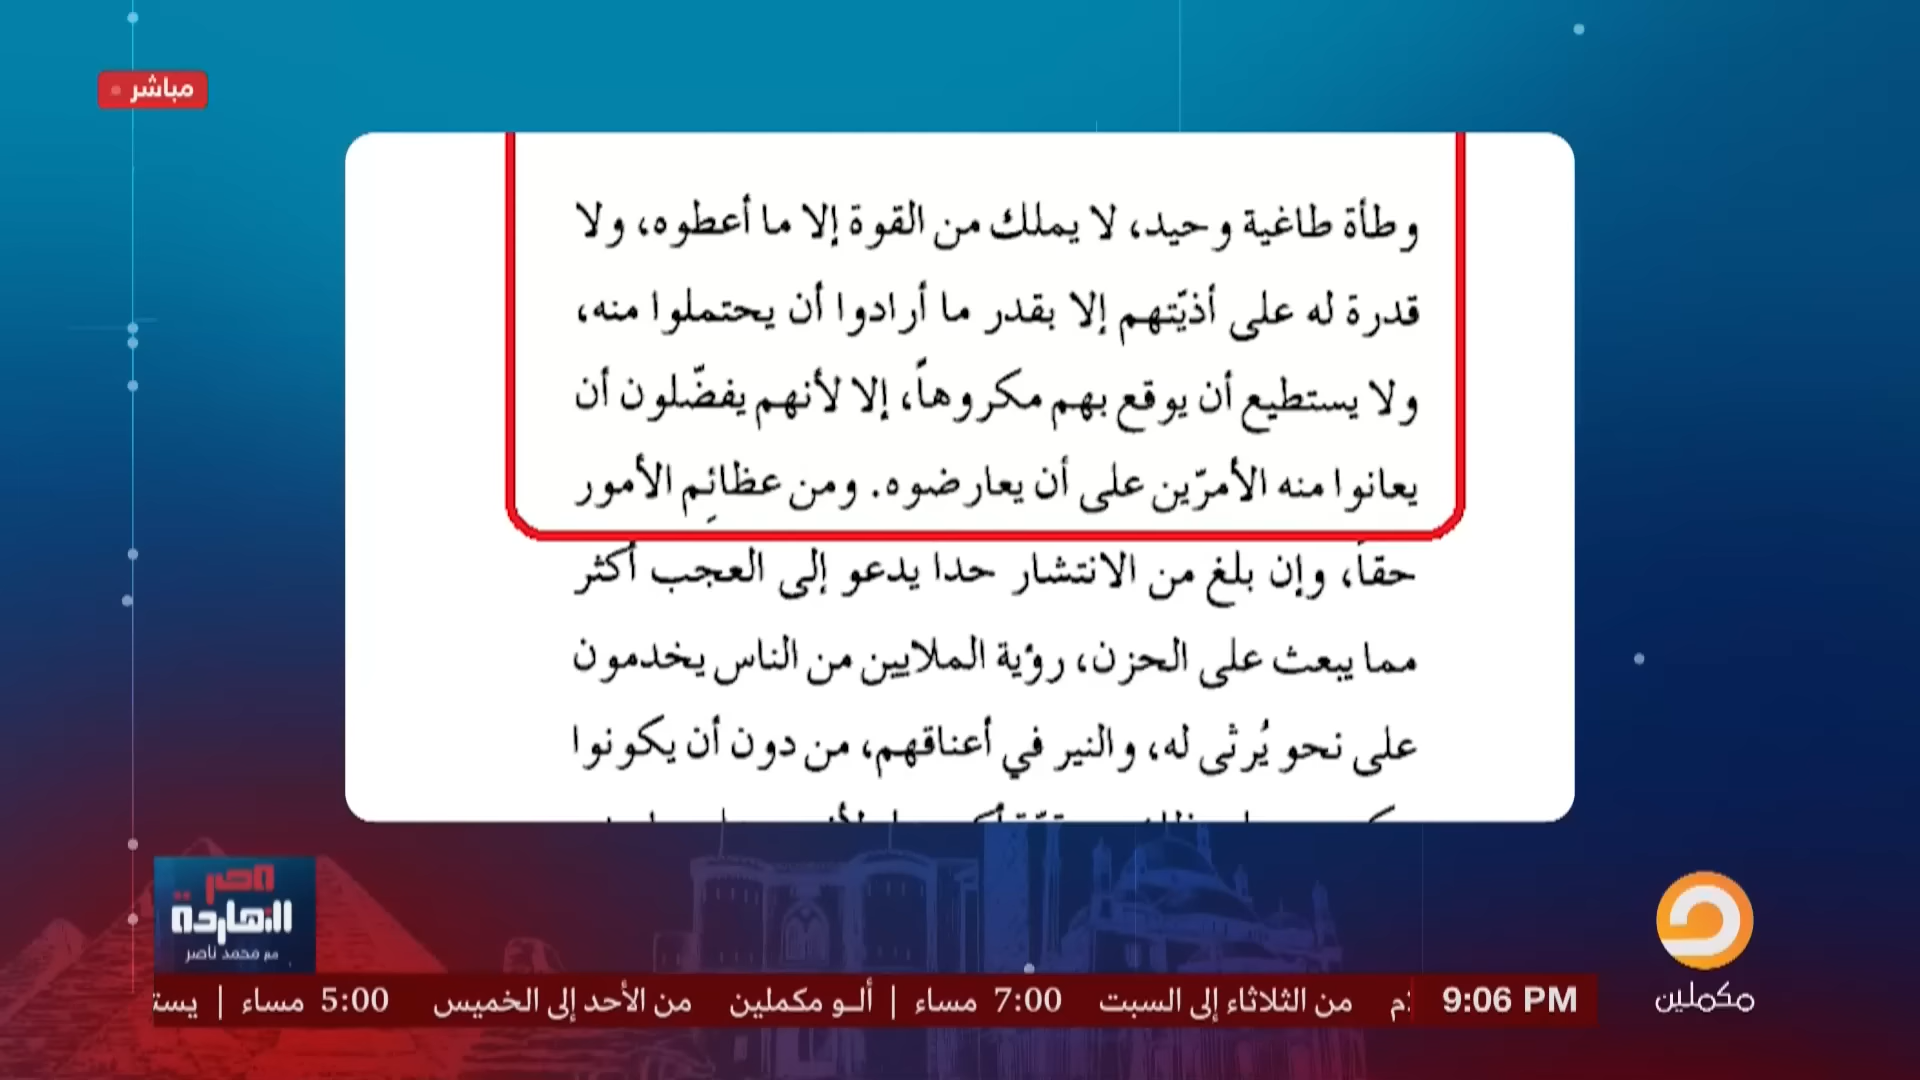 مباشر
وطأة طاغية وحيد، لا يملك من القوة إلا ما أعطوه، ولا
قدرة له على أذيّتهم إلا بقدر ما أرادوا أن يحتملوا منه،
ولا يستطيع أن يوقع بهم مكروهاً، إلا لأنهم يفضّلون أن
يعانوا منه الأمرّين على أن يعارضوه. ومن عظائِم الأمور
حقاً، وإن بلغ من الانتشار حدا يدعو إلى العجب أكثر
مما يبعث على الحزن، رؤية الملايين من الناس يخدمون
على نحو يُرثى له، والنير في أعناقهم، من دون أن يكونوا
مصر
النهاردة
مع محمد ناصر
مكملين
9:06 PM
من الثلاثاء إلى السبت 7:00 مساء | ألـو مكملين من الأحد إلى الخميس 5:00 مساء |